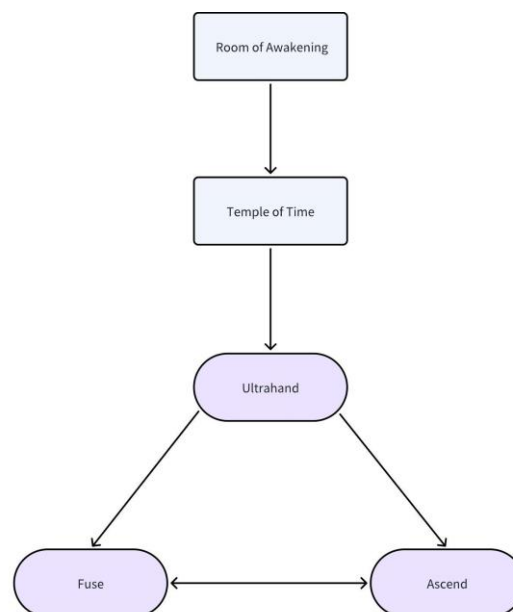 Room of Awakening
Temple of Time
Ultrahand
Fuse
Ascend